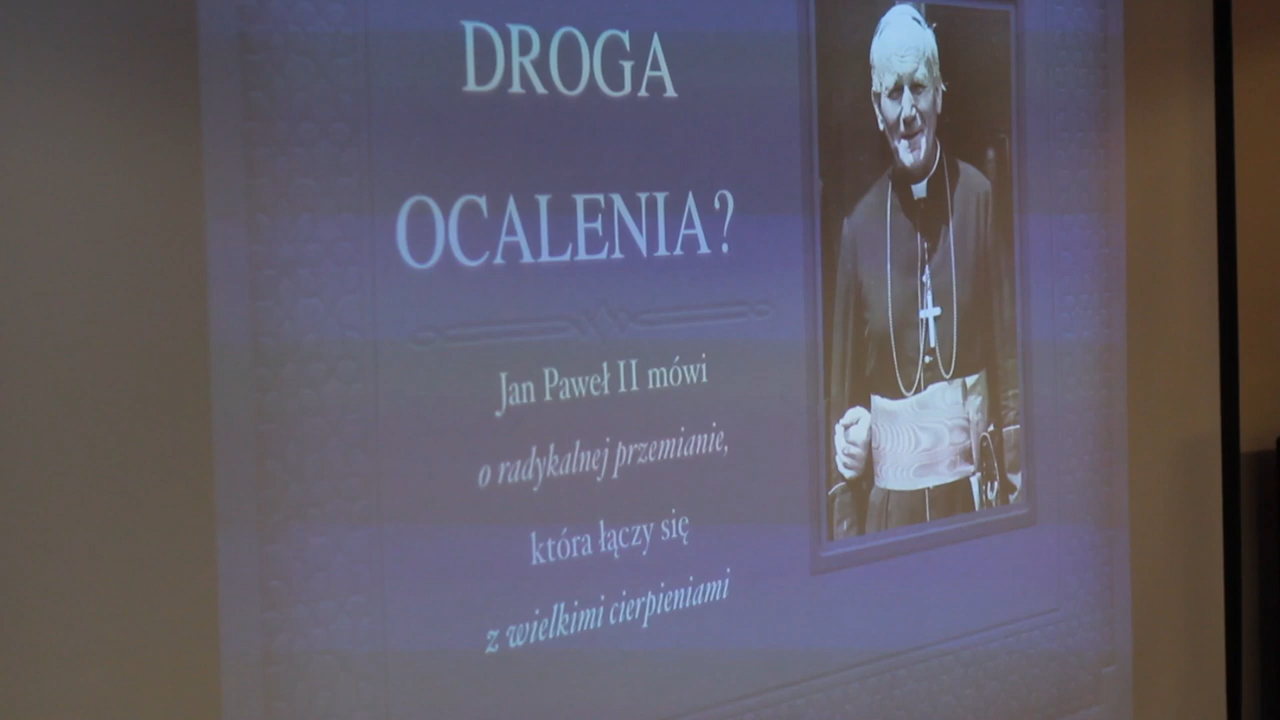 DROGA
OCALENIA?
Jan Paweł II mówi
o radykalnej przemianie,
która łączy się
z wielkimi cierpieniami